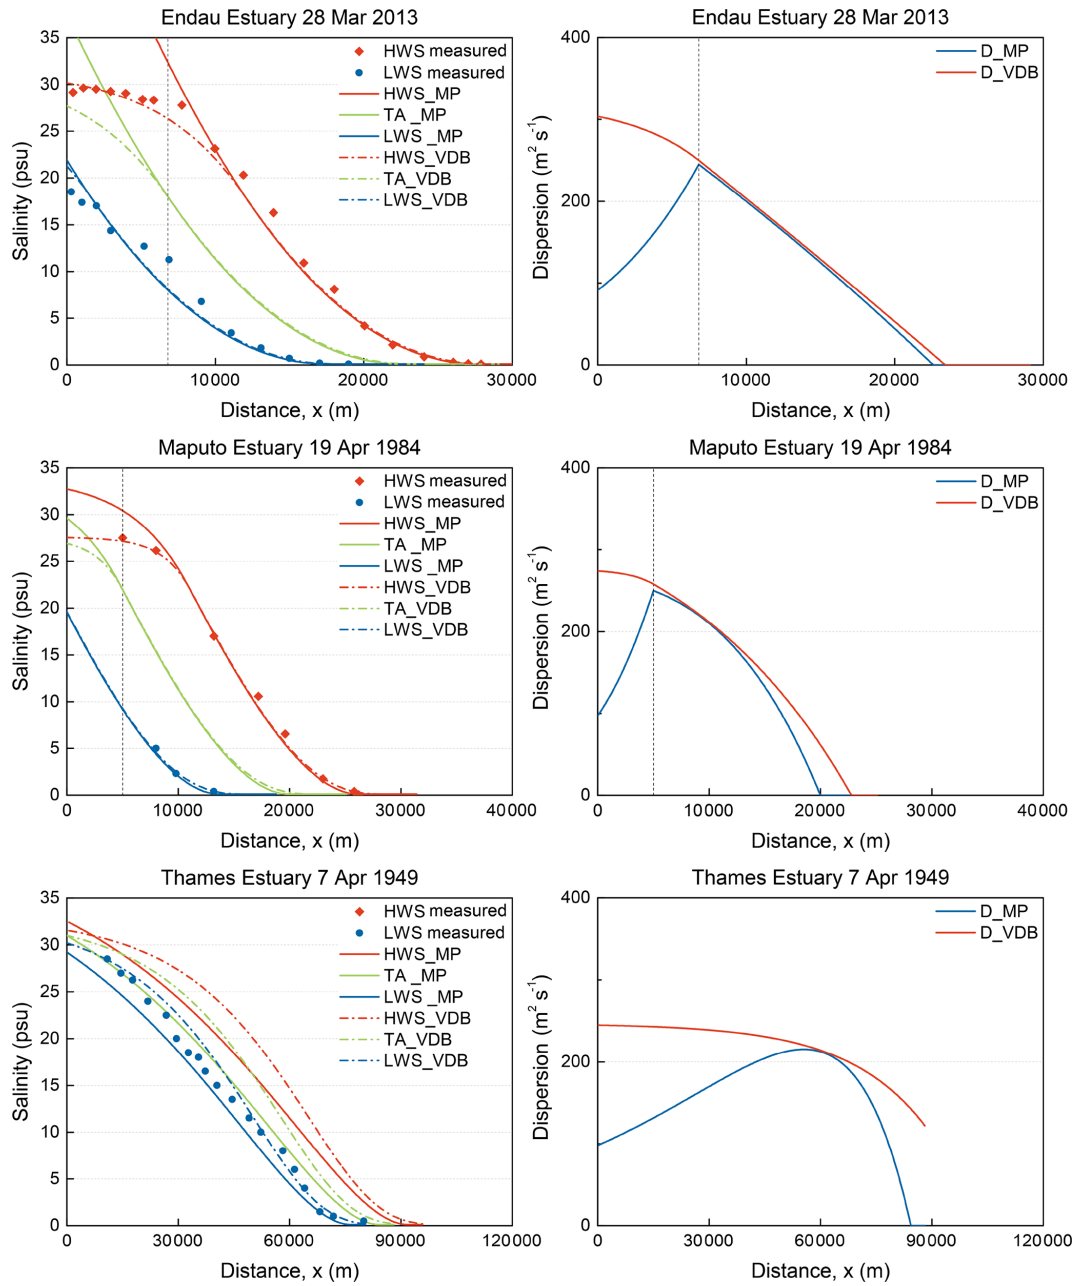 Endau Estuary 28 Mar 2013
35
30
25
20
15
10
5
0
Salinity (psu)
HWS measured
LWS measured
HWS_MP
TA _MP
LWS _MP
HWS_VDB
TA_VDB
LWS_VDB
0 10000 20000 30000
Distance, x (m)
Endau Estuary 28 Mar 2013
400
200
0
Dispersion (m² s⁻¹)
D_MP
D_VDB
0 10000 20000 30000
Distance, x (m)
Maputo Estuary 19 Apr 1984
35
30
25
20
15
10
5
0
Salinity (psu)
HWS measured
LWS measured
HWS_MP
TA _MP
LWS _MP
HWS_VDB
TA_VDB
LWS_VDB
0 10000 20000 30000 40000
Distance, x (m)
Maputo Estuary 19 Apr 1984
400
200
0
Dispersion (m² s⁻¹)
D_MP
D_VDB
0 10000 20000 30000 40000
Distance, x (m)
Thames Estuary 7 Apr 1949
35
30
25
20
15
10
5
0
Salinity (psu)
HWS measured
LWS measured
HWS_MP
TA _MP
LWS _MP
HWS_VDB
TA_VDB
LWS_VDB
0 30000 60000 90000 120000
Distance, x (m)
Thames Estuary 7 Apr 1949
400
200
0
Dispersion (m² s⁻¹)
D_MP
D_VDB
0 30000 60000 90000 120000
Distance, x (m)